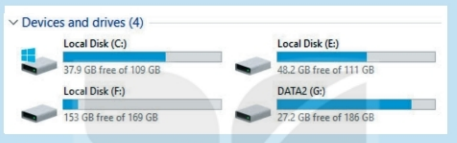 Devices and drives (4)
Local Disk (C:)
37.9 GB free of 109 GB
Local Disk (E:)
48.2 GB free of 111 GB
Local Disk (F:)
153 GB free of 169 GB
DATA2 (G:)
27.2 GB free of 186 GB